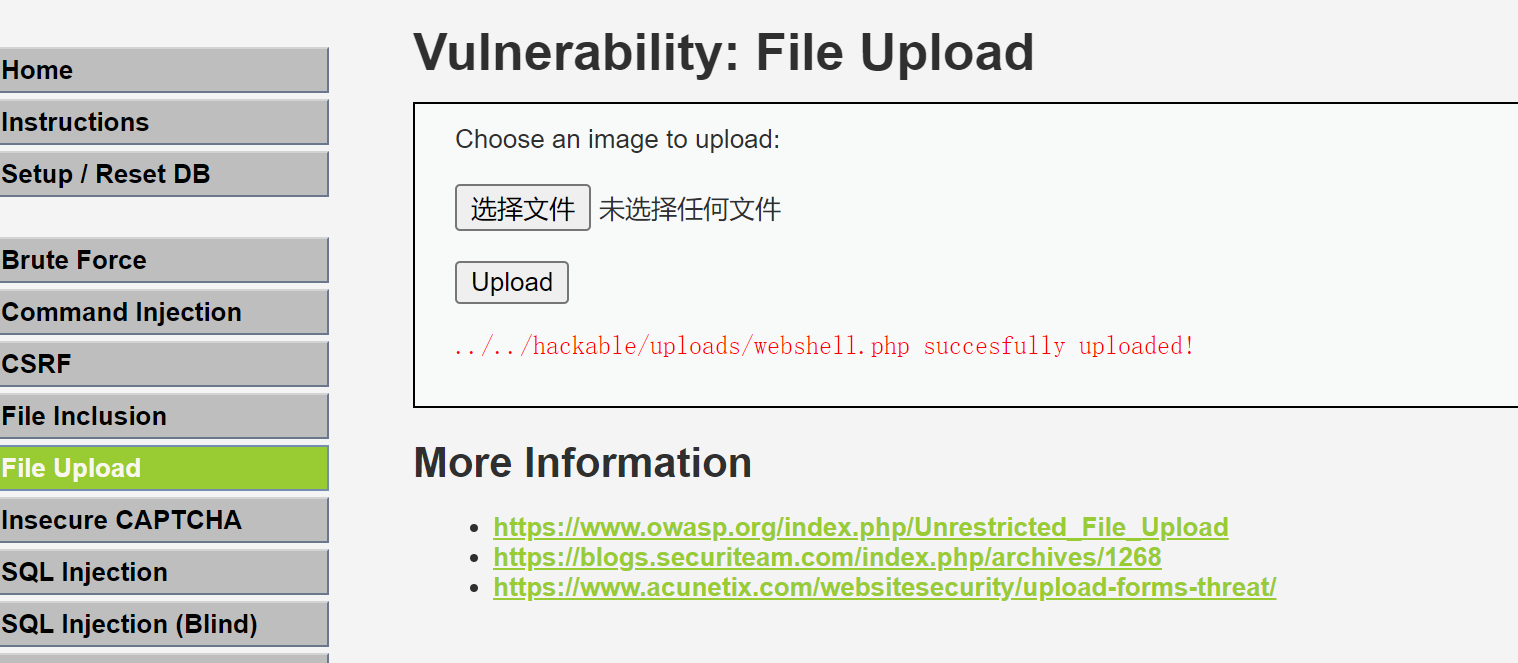 Home
Instructions
Setup / Reset DB
Brute Force
Command Injection
CSRF
File Inclusion
File Upload
Insecure CAPTCHA
SQL Injection
SQL Injection (Blind)
Vulnerability: File Upload
Choose an image to upload:
选择文件 未选择任何文件
Upload
../../hackable/uploads/webshell.php succesfully uploaded!
More Information
https://www.owasp.org/index.php/Unrestricted_File_Upload
https://blogs.securiteam.com/index.php/archives/1268
https://www.acunetix.com/websitesecurity/upload-forms-threat/